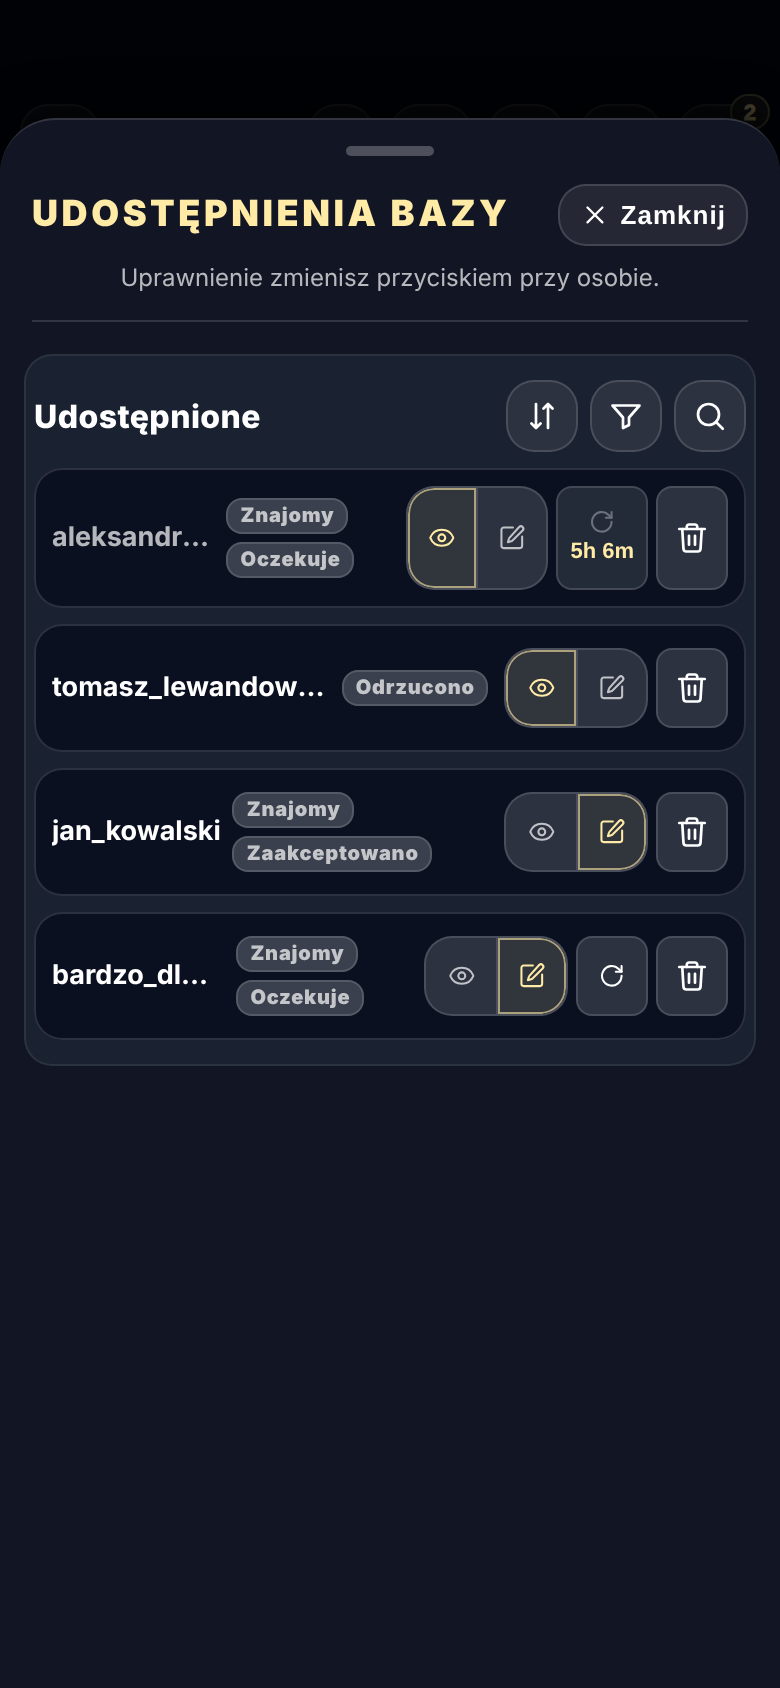 2
UDOSTĘPNIENIA BAZY
Zamknij
Uprawnienie zmienisz przyciskiem przy osobie.
Udostępnione
aleksandr...
Znajomy
Oczekuje
5h 6m
tomasz_lewandow...
Odrzucono
jan_kowalski
Znajomy
Zaakceptowano
bardzo_dl...
Znajomy
Oczekuje